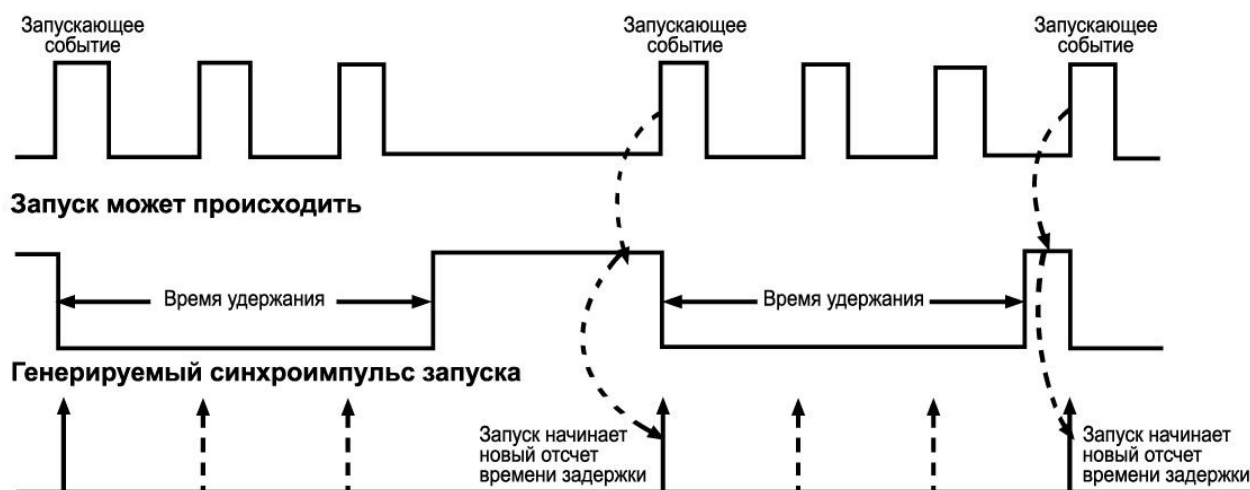 Запускающее
событие
Запускающее
событие
Запускающее
событие
Запуск может происходить
Время удержания
Время удержания
Генерируемый синхроимпульс запуска
Запуск начинает
новый отсчет
времени задержки
Запуск начинает
новый отсчет
времени задержки